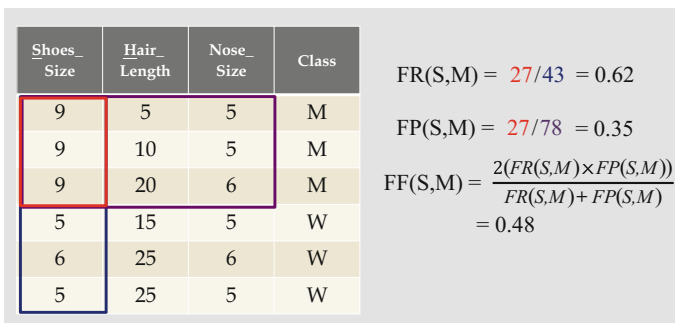 Shoes_ Size Hair_ Length Nose_ Size Class
9 5 5 M
9 10 5 M
9 20 6 M
5 15 5 W
6 25 6 W
5 25 5 W
FR(S,M) = 27/43 = 0.62
FP(S,M) = 27/78 = 0.35
FF(S,M) = 2(FR(S,M)×FP(S,M)) / FR(S,M)+ FP(S,M)
= 0.48